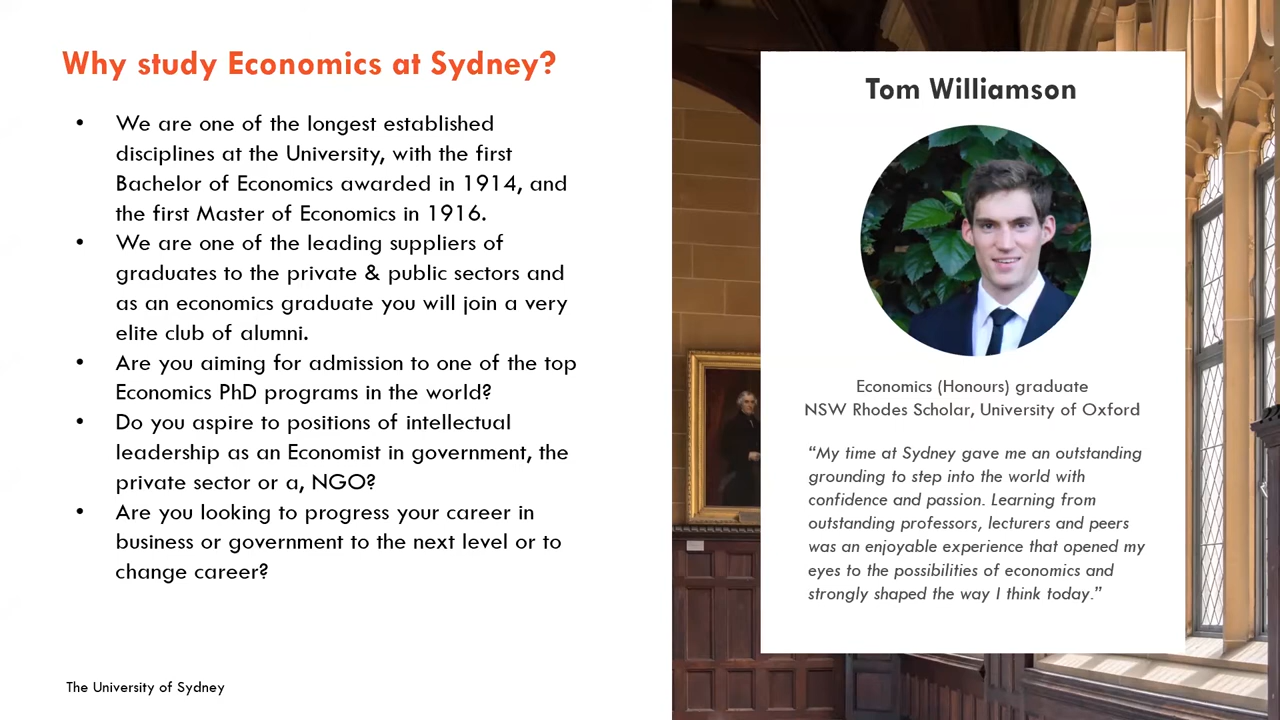 Why study Economics at Sydney?
• We are one of the longest established
disciplines at the University, with the first
Bachelor of Economics awarded in 1914, and
the first Master of Economics in 1916.
• We are one of the leading suppliers of
graduates to the private & public sectors and
as an economics graduate you will join a very
elite club of alumni.
• Are you aiming for admission to one of the top
Economics PhD programs in the world?
• Do you aspire to positions of intellectual
leadership as an Economist in government, the
private sector or a, NGO?
• Are you looking to progress your career in
business or government to the next level or to
change career?
The University of Sydney
Tom Williamson
Economics (Honours) graduate
NSW Rhodes Scholar, University of Oxford
“My time at Sydney gave me an outstanding
grounding to step into the world with
confidence and passion. Learning from
outstanding professors, lecturers and peers
was an enjoyable experience that opened my
eyes to the possibilities of economics and
strongly shaped the way I think today.”